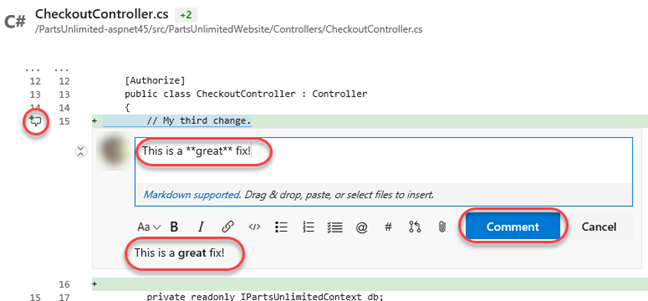 C# CheckoutController.cs +2
/PartsUnlimited-aspnet45/src/PartsUnlimitedWebsite/Controllers/CheckoutController.cs
... ...
12 12 [Authorize]
13 13 public class CheckoutController : Controller
14 14 {
15 + // My third change.
This is a **great** fix!
Markdown supported. Drag & drop, paste, or select files to insert.
Aa B I </> @ # Comment Cancel
This is a great fix!
16 +
15 17 private readonly IPartsUnlimitedContext db;